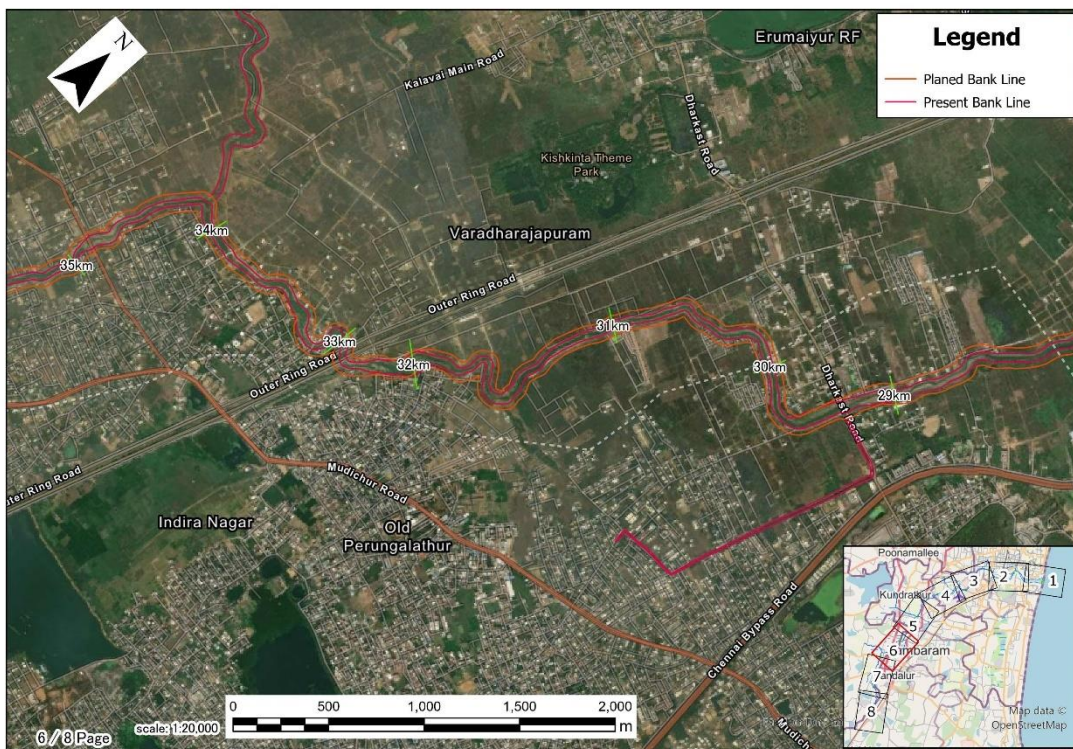 N
Erumaiyur RF
Legend
Planed Bank Line
Present Bank Line
Kalavai Main Road
Dharkast Road
Kishkinta Theme
Park
Varadharajapuram
34km
35km
Outer Ring Road
31km
33km
32km
30km
Outer Ring Road
Dharkast Road
29km
Outer Ring Road
Mudichur Road
Indira Nagar
Old
Perungalathur
Chennai Bypass Road
Poonamallee
Kundrathur
1
2
3
4
5
6
mbaram
7
andalur
8
Map data ©
OpenStreetMap
0 500 1,000 1,500 2,000
m
scale: 1:20,000
6 / 8 Page